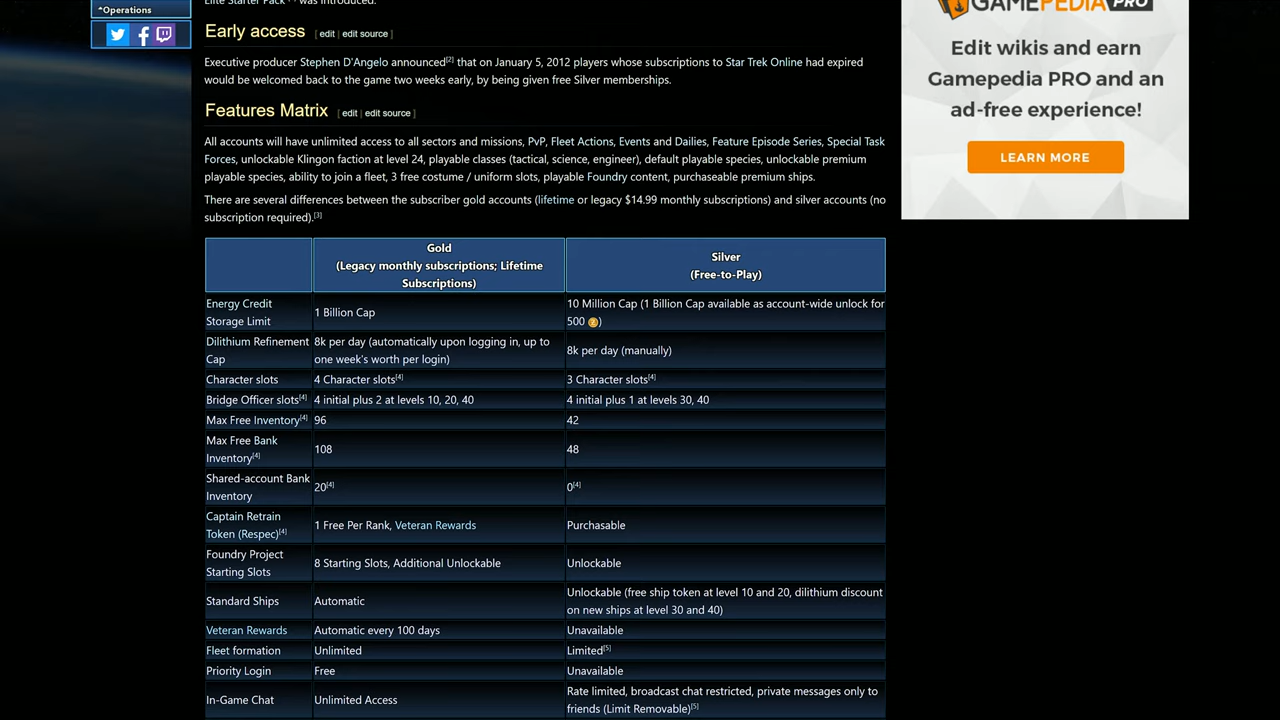 Elite Starter Pack was introduced.
^Operations
Early access [ edit | edit source ]
Executive producer Stephen D'Angelo announced[2] that on January 5, 2012 players whose subscriptions to Star Trek Online had expired
would be welcomed back to the game two weeks early, by being given free Silver memberships.
Features Matrix [ edit | edit source ]
All accounts will have unlimited access to all sectors and missions, PvP, Fleet Actions, Events and Dailies, Feature Episode Series, Special Task
Forces, unlockable Klingon faction at level 24, playable classes (tactical, science, engineer), default playable species, unlockable premium
playable species, ability to join a fleet, 3 free costume / uniform slots, playable Foundry content, purchaseable premium ships.
There are several differences between the subscriber gold accounts (lifetime or legacy $14.99 monthly subscriptions) and silver accounts (no
subscription required).[3]
Gold
(Legacy monthly subscriptions; Lifetime
Subscriptions)
Silver
(Free-to-Play)
Energy Credit
Storage Limit
1 Billion Cap
10 Million Cap (1 Billion Cap available as account-wide unlock for
500 )
Dilithium Refinement
Cap
8k per day (automatically upon logging in, up to
one week's worth per login)
8k per day (manually)
Character slots
4 Character slots[4]
3 Character slots[4]
Bridge Officer slots[4]
4 initial plus 2 at levels 10, 20, 40
4 initial plus 1 at levels 30, 40
Max Free Inventory[4]
96
42
Max Free Bank
Inventory[4]
108
48
Shared-account Bank
Inventory
20[4]
0[4]
Captain Retrain
Token (Respec)[4]
1 Free Per Rank, Veteran Rewards
Purchasable
Foundry Project
Starting Slots
8 Starting Slots, Additional Unlockable
Unlockable
Standard Ships
Automatic
Unlockable (free ship token at level 10 and 20, dilithium discount
on new ships at level 30 and 40)
Veteran Rewards
Automatic every 100 days
Unavailable
Fleet formation
Unlimited
Limited[5]
Priority Login
Free
Unavailable
In-Game Chat
Unlimited Access
Rate limited, broadcast chat restricted, private messages only to
friends (Limit Removable)[5]
GAMEPEDIA PRO
Edit wikis and earn
Gamepedia PRO and an
ad-free experience!
LEARN MORE